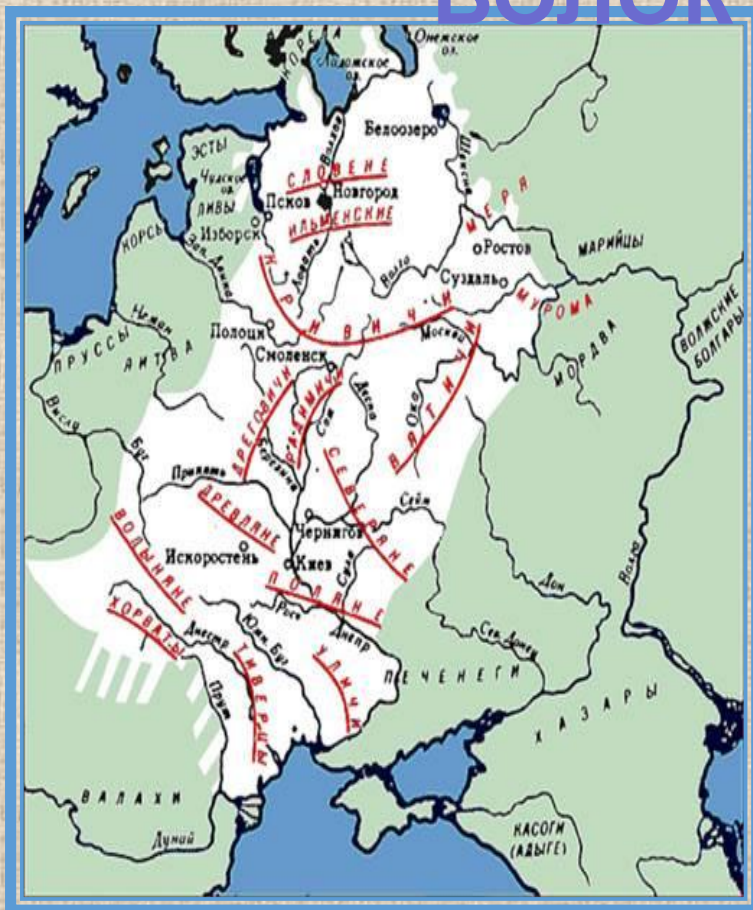 ВОЛОК
КОРЕЛА
Ладожское
оз.
Онежское
оз.
Белоозеро
Волхов
Шексна
ЭСТЫ
Чудское
оз.
ЛИВЫ
СЛОВЕНЕ
Новгород
ИЛЬМЕНСКИЕ
Псков
Изборск
КОРСЬ
Зап. Двина
Ловать
МЕРЯ
Ростов
МАРИЙЦЫ
Волга
Суздаль
МУРОМА
КРИВИЧИ
Москва
МОРДВА
ВОЛЖСКИЕ
БОЛГАРЫ
Неман
ПРУССЫ
ЛИТВА
Полоцк
Смоленск
Висла
Буг
ДРЕГОВИЧИ
РАДИМИЧИ
Сож
Десна
Ока
ВЯТИЧИ
Березина
Припять
СЕВЕРЯНЕ
Сейм
ДРЕВЛЯНЕ
Чернигов
ВОЛЫНЯНЕ
Искоростень
Киев
Сула
ПОЛЯНЕ
Дон
Волга
ХОРВАТЫ
Рось
Днепр
Сев. Донец
Днестр
Южн. Буг
ТИВЕРЦЫ
УЛИЧИ
ПЕЧЕНЕГИ
Прут
ХАЗАРЫ
ВАЛАХИ
Дунай
КАСОГИ
(АДЫГЕ)